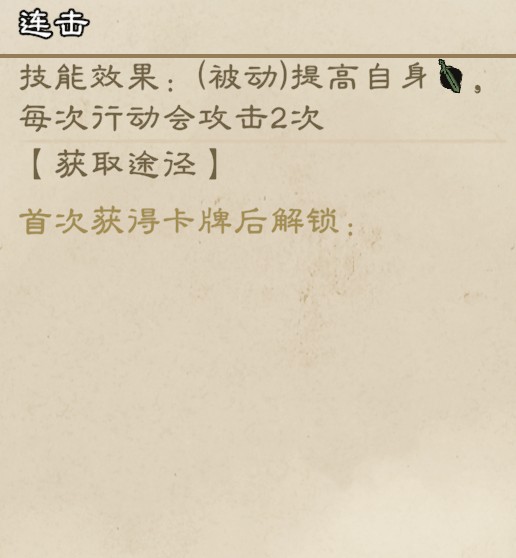 连击
技能效果：(被动)提高自身，
每次行动会攻击2次
【获取途径】
首次获得卡牌后解锁：